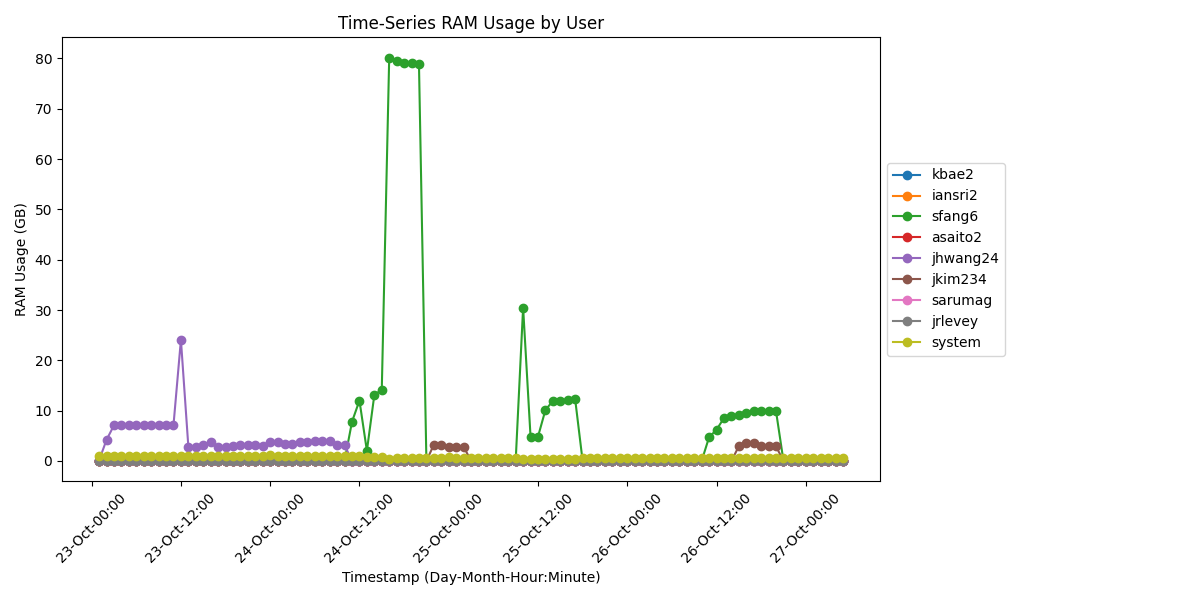 Time-Series RAM Usage by User
RAM Usage (GB)
80
70
60
50
40
30
20
10
0
23-Oct-00:00
23-Oct-12:00
24-Oct-00:00
24-Oct-12:00
25-Oct-00:00
25-Oct-12:00
26-Oct-00:00
26-Oct-12:00
27-Oct-00:00
Timestamp (Day-Month-Hour:Minute)
kbae2
iansri2
sfang6
asaito2
jhwang24
jkim234
sarumag
jrlevey
system